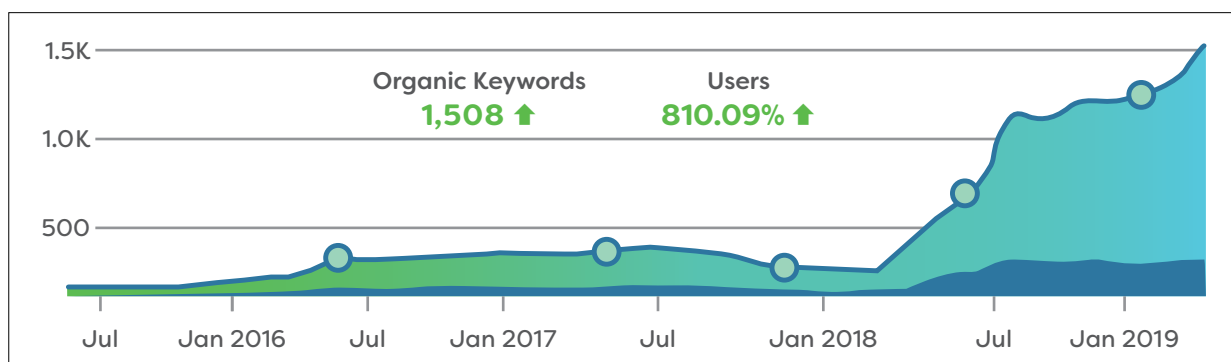 1.5K
Organic Keywords
1,508
Users
810.09%
1.0K
500
Jul
Jan 2016
Jul
Jan 2017
Jul
Jan 2018
Jul
Jan 2019